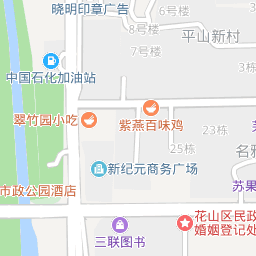 晓明印章广告
6号楼
平山新村
8号楼
7号楼
中国石化加油站
翠竹园小吃
紫燕百味鸡
23栋
25栋
名雅
新纪元商务广场
苏果
市政公园酒店
花山区民政
婚姻登记处
三联图书